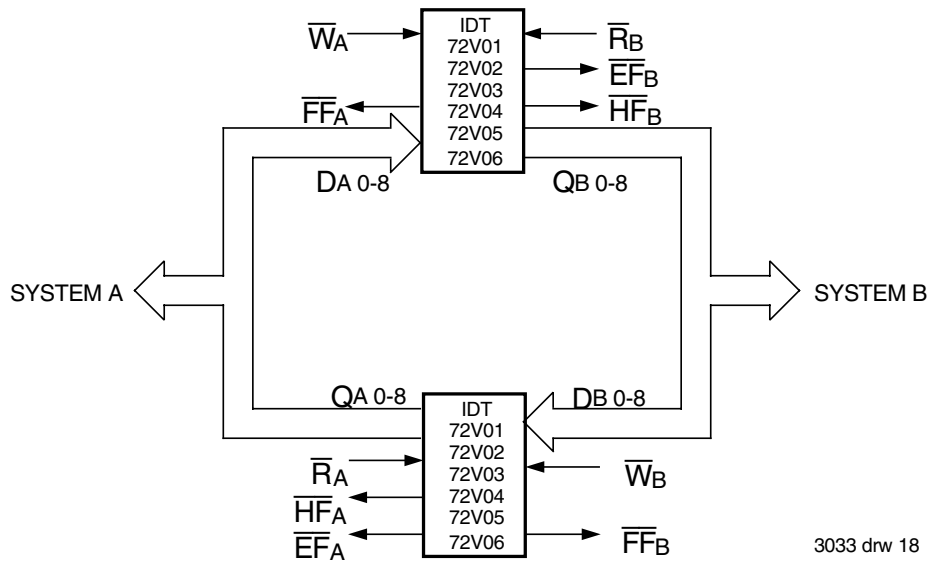 IDT
72V01
72V02
72V03
72V04
72V05
72V06
W̅A
F̅F̅A
DA 0-8
R̅B
E̅F̅B
H̅F̅B
QB 0-8
SYSTEM A
SYSTEM B
QA 0-8
DB 0-8
IDT
72V01
72V02
72V03
72V04
72V05
72V06
R̅A
H̅F̅A
E̅F̅A
W̅B
F̅F̅B
3033 drw 18